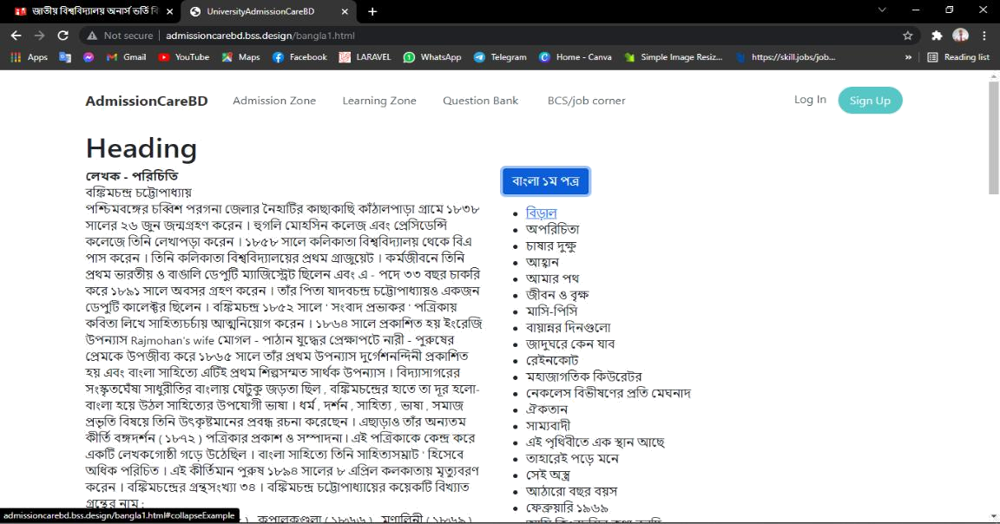 জাতীয় বিশ্ববিদ্যালয় অনার্স ভর্তি বি
UniversityAdmissionCareBD
Not secure | admissioncarebd.bss.design/bangla1.html
Apps Gmail YouTube Maps Facebook LARAVEL WhatsApp Telegram Home - Canva Simple Image Resiz... https://skill.jobs/job... » Reading list
AdmissionCareBD Admission Zone Learning Zone Question Bank BCS/job corner Log In Sign Up
Heading
লেখক - পরিচিতি
বঙ্কিমচন্দ্র চট্টোপাধ্যায়
পশ্চিমবঙ্গের চব্বিশ পরগনা জেলার নৈহাটির কাছাকাছি কাঁঠালপাড়া গ্রামে ১৮৩৮
সালের ২৬ জুন জন্মগ্রহণ করেন । হুগলি মোহসিন কলেজ এবং প্রেসিডেন্সি
কলেজে তিনি লেখাপড়া করেন । ১৮৫৮ সালে কলিকাতা বিশ্ববিদ্যালয় থেকে বিএ
পাস করেন । তিনি কলিকাতা বিশ্ববিদ্যালয়ের প্রথম গ্রাজুয়েট । কর্মজীবনে তিনি
প্রথম ভারতীয় ও বাঙালি ডেপুটি ম্যাজিস্ট্রেট ছিলেন এবং এ - পদে ৩৩ বছর চাকরি
করে ১৮৯১ সালে অবসর গ্রহণ করেন । তাঁর পিতা যাদবচন্দ্র চট্টোপাধ্যায়ও একজন
ডেপুটি কালেক্টর ছিলেন । বঙ্কিমচন্দ্র ১৮৫২ সালে ' সংবাদ প্রভাকর ' পত্রিকায়
কবিতা লিখে সাহিত্যচর্চায় আত্মনিয়োগ করেন । ১৮৬৪ সালে প্রকাশিত হয় ইংরেজি
উপন্যাস Rajmohan's wife মোগল - পাঠান যুদ্ধের প্রেক্ষাপটে নারী - পুরুষের
প্রেমকে উপজীব্য করে ১৮৬৫ সালে তাঁর প্রথম উপন্যাস দুর্গেশনন্দিনী প্রকাশিত
হয় এবং বাংলা সাহিত্যে এটিই প্রথম শিল্পসম্মত সার্থক উপন্যাস । বিদ্যাসাগরের
সংস্কৃতঘেঁষা সাধুরীতির বাংলায় যেটুকু জড়তা ছিল , বঙ্কিমচন্দ্রের হাতে তা দূর হলো-
বাংলা হয়ে উঠল সাহিত্যের উপযোগী ভাষা । ধর্ম , দর্শন , সাহিত্য , ভাষা , সমাজ
প্রভৃতি বিষয়ে তিনি উৎকৃষ্টমানের প্রবন্ধ রচনা করেছেন । এছাড়াও তাঁর অন্যতম
কীর্তি বঙ্গদর্শন ( ১৮৭২ ) পত্রিকার প্রকাশ ও সম্পাদনা। এই পত্রিকাকে কেন্দ্র করে
একটি লেখকগোষ্ঠী গড়ে উঠেছিল । বাংলা সাহিত্যে তিনি সাহিত্যসম্রাট ' হিসেবে
অধিক পরিচিত । এই কীর্তিমান পুরুষ ১৮৯৪ সালের ৮ এপ্রিল কলকাতায় মৃত্যুবরণ
করেন । বঙ্কিমচন্দ্রের গ্রন্থসংখ্যা ৩৪ । বঙ্কিমচন্দ্র চট্টোপাধ্যায়ের কয়েকটি বিখ্যাত
গ্রন্থের নাম :
) , কপালকুণ্ডলা ( ১৮৬৬ ) , মৃণালিনী ( ১৮৬৯ ) ,
বাংলা ১ম পত্র
বিড়াল
অপরিচিতা
চাষার দুক্ষু
আহ্বান
আমার পথ
জীবন ও বৃক্ষ
মাসি-পিসি
বায়ান্নর দিনগুলো
জাদুঘরে কেন যাব
রেইনকোট
মহাজাগতিক কিউরেটর
নেকলেস বিভীষণের প্রতি মেঘনাদ
ঐকতান
সাম্যবাদী
এই পৃথিবীতে এক স্থান আছে
তাহারেই পড়ে মনে
সেই অস্ত্র
আঠারো বছর বয়স
ফেব্রুয়ারি ১৯৬৯
admissioncarebd.bss.design/bangla1.html#collapseExample